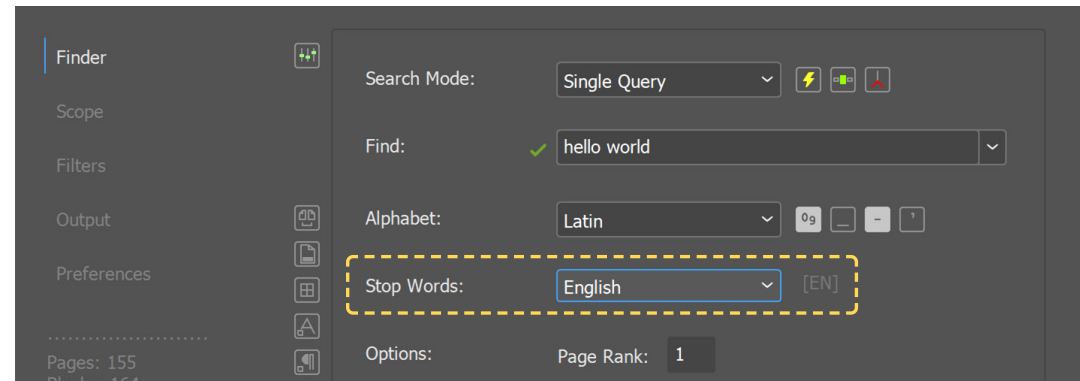 Finder
Scope
Filters
Output
Preferences
Pages: 155
Search Mode: Single Query
Find: hello world
Alphabet: Latin 09 _ - '
Stop Words: English [EN]
Options: Page Rank: 1